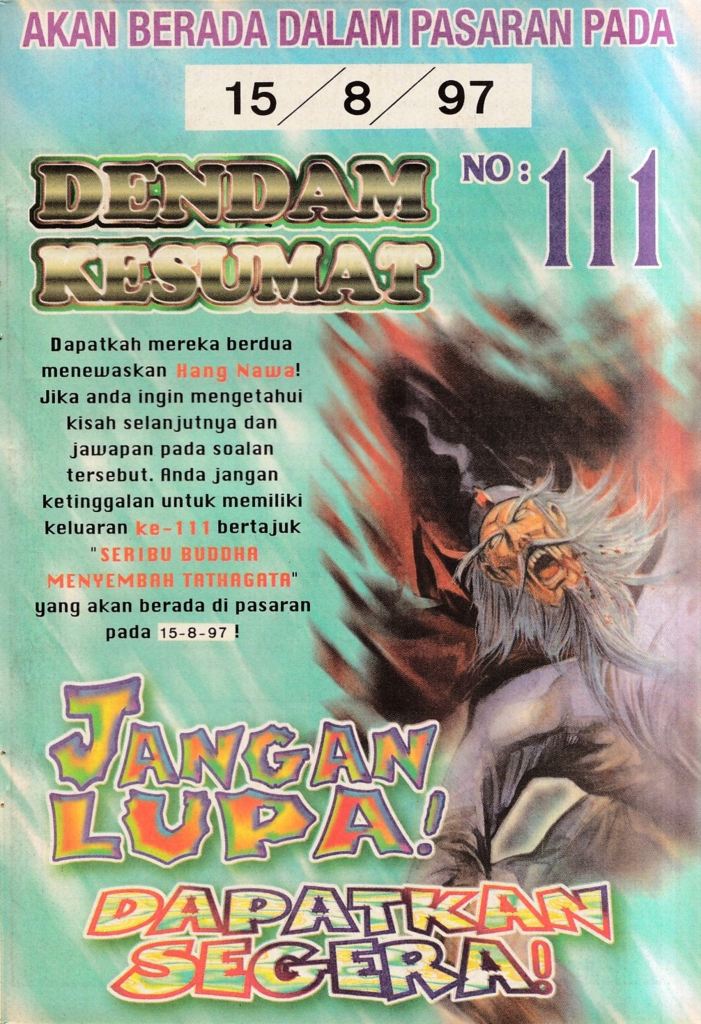 AKAN BERADA DALAM PASARAN PADA
15/8/97
DENDAM
KESUMAT
NO: 111
Dapatkah mereka berdua
menewaskan Hang Nawa!
Jika anda ingin mengetahui
kisah selanjutnya dan
jawapan pada soalan
tersebut. Anda jangan
ketinggalan untuk memiliki
keluaran ke-111 bertajuk
"SERIBU BUDDHA
MENYEMBAH TATHAGATA"
yang akan berada di pasaran
pada 15-8-97!
JANGAN
LUPA!
DAPATKAN
SEGERA!